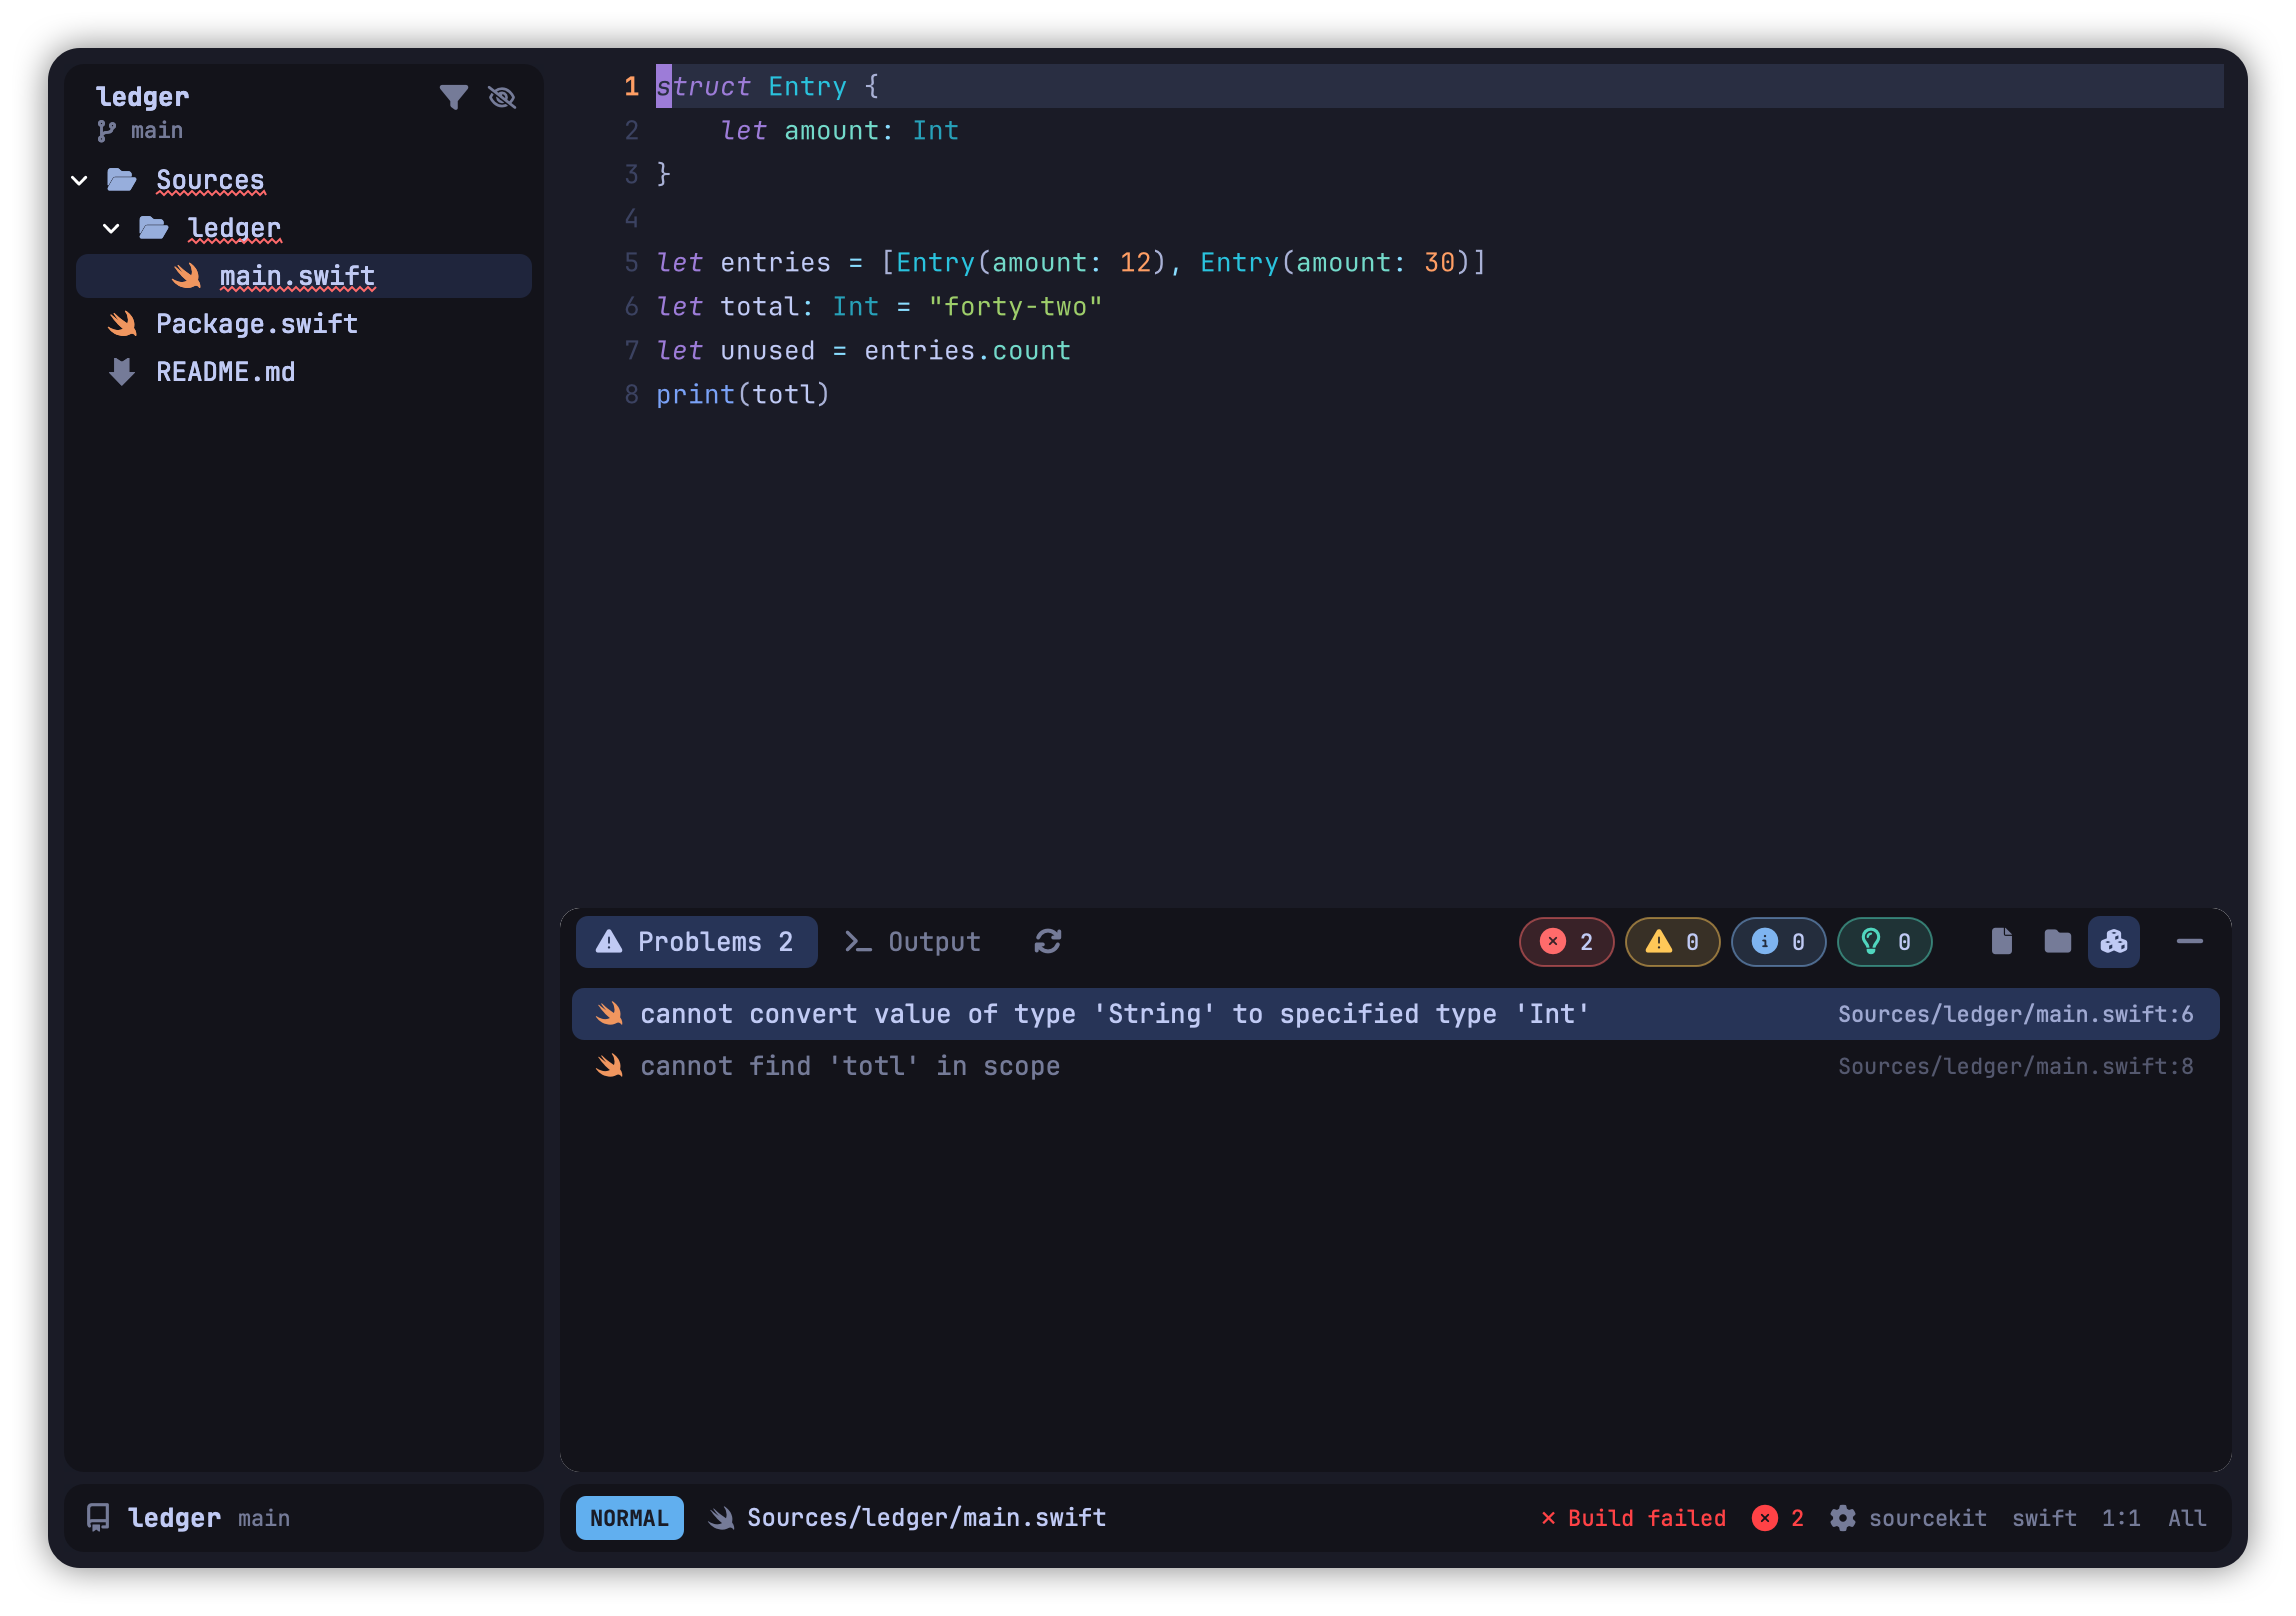 ledger
main
Sources
ledger
main.swift
Package.swift
README.md
1 struct Entry {
2     let amount: Int
3 }
4
5 let entries = [Entry(amount: 12), Entry(amount: 30)]
6 let total: Int = "forty-two"
7 let unused = entries.count
8 print(totl)
Problems 2 Output 2 0 0 0
cannot convert value of type 'String' to specified type 'Int' Sources/ledger/main.swift:6
cannot find 'totl' in scope Sources/ledger/main.swift:8
ledger main
NORMAL Sources/ledger/main.swift × Build failed 2 sourcekit swift 1:1 All